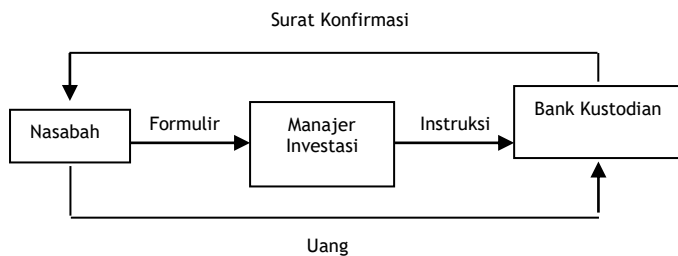 Surat Konfirmasi
Nasabah
Formulir
Manajer
Investasi
Instruksi
Bank Kustodian
Uang